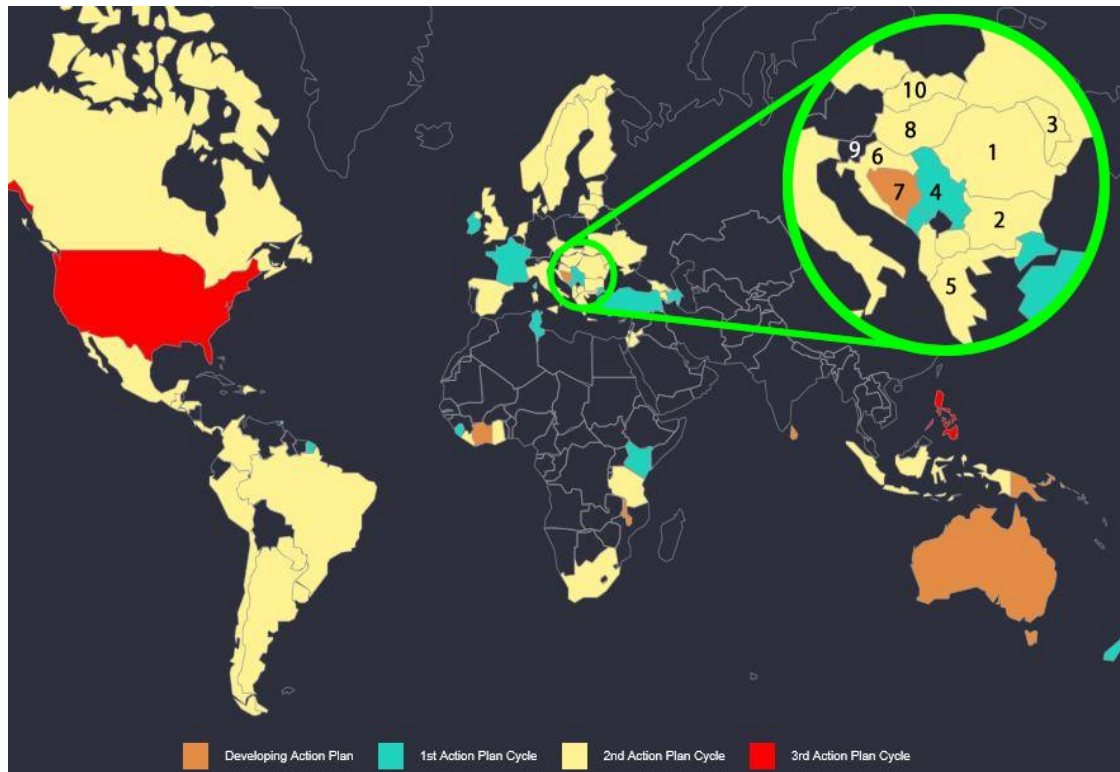 10
3
8
9
6
1
7
4
2
5
Developing Action Plan
1st Action Plan Cycle
2nd Action Plan Cycle
3rd Action Plan Cycle